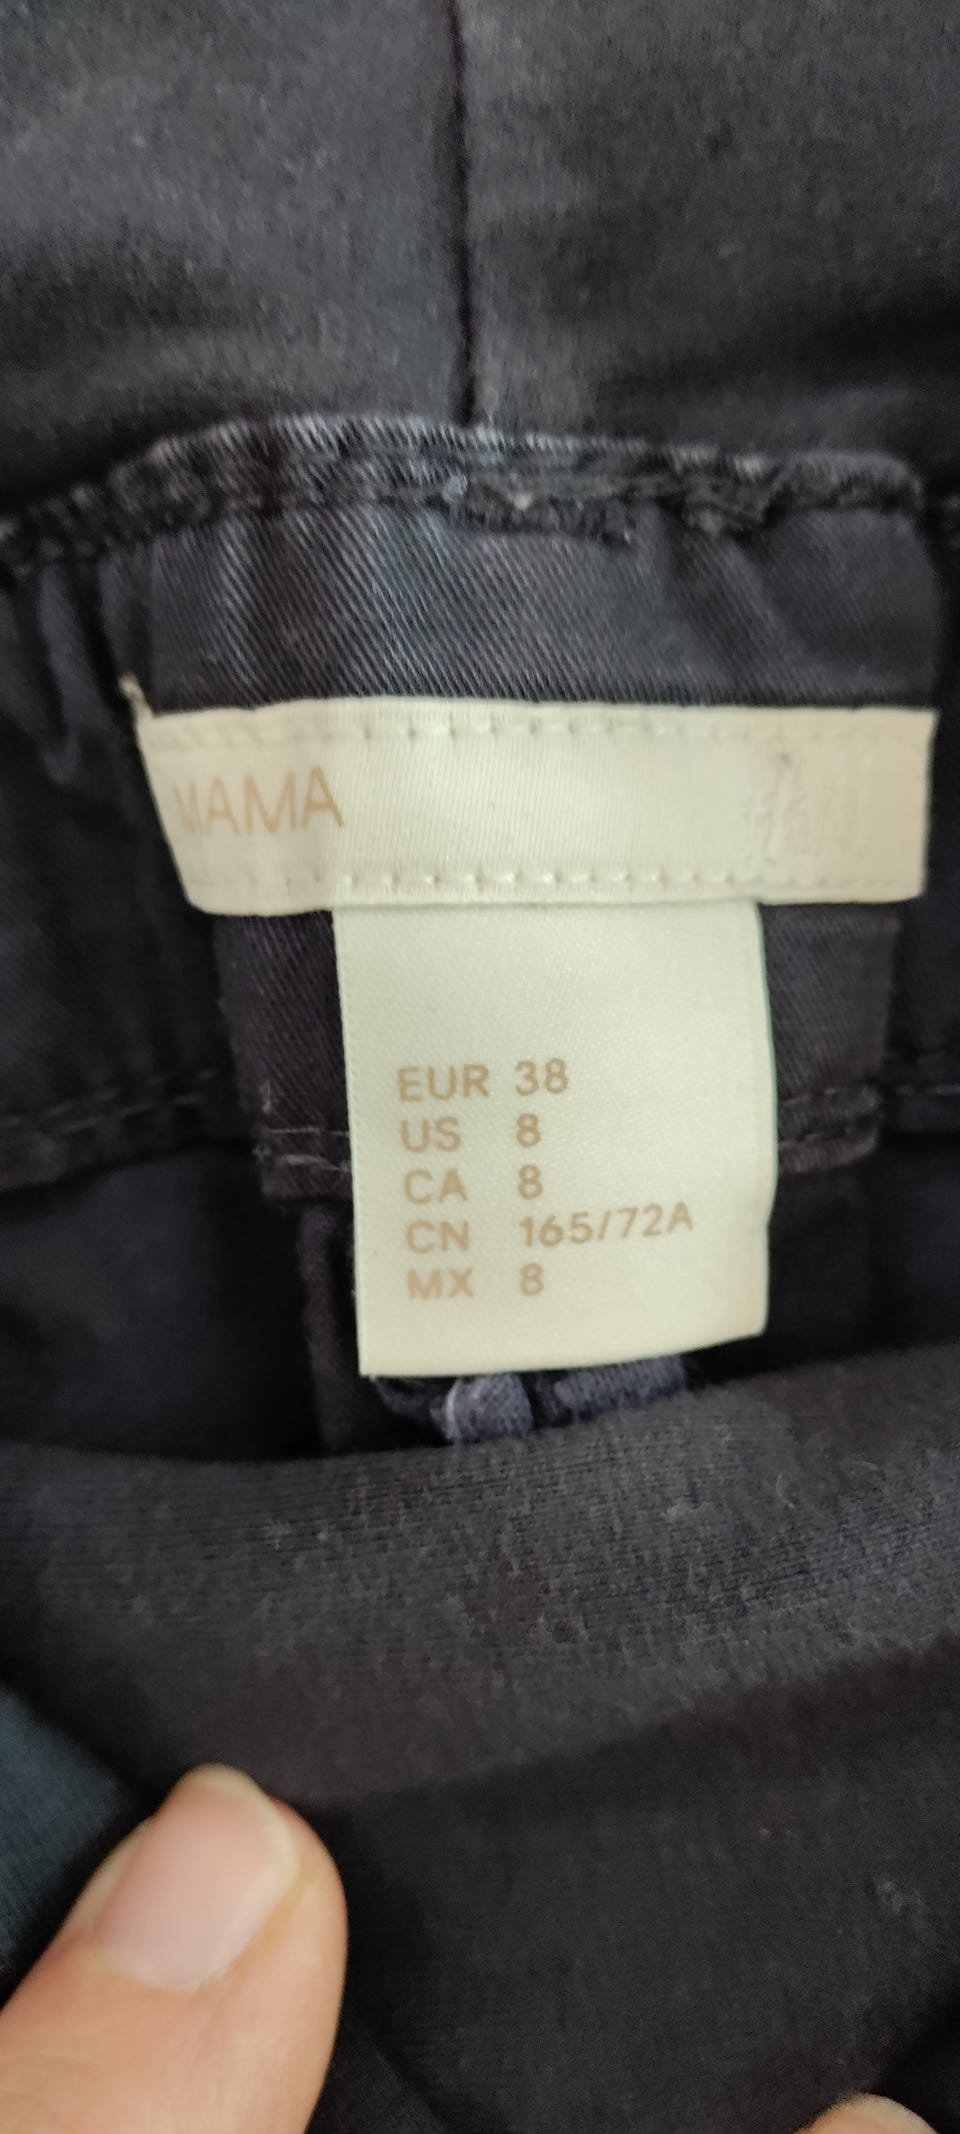 MAMA
EUR 38
US 8
CA 8
CN 165/72A
MX 8